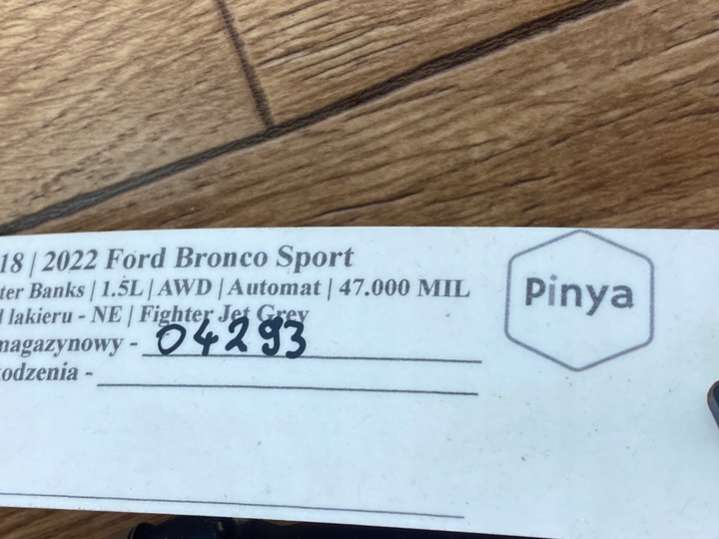 18 | 2022 Ford Bronco Sport
ter Banks | 1.5L | AWD | Automat | 47.000 MIL
l lakieru - NE | Fighter Jet Grey
magazynowy - 04293
odzenia -
Pinya